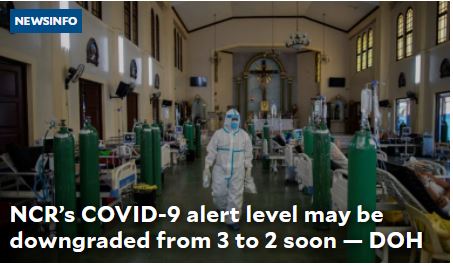 NEWSINFO
NCR's COVID-9 alert level may be
downgraded from 3 to 2 soon — DOH